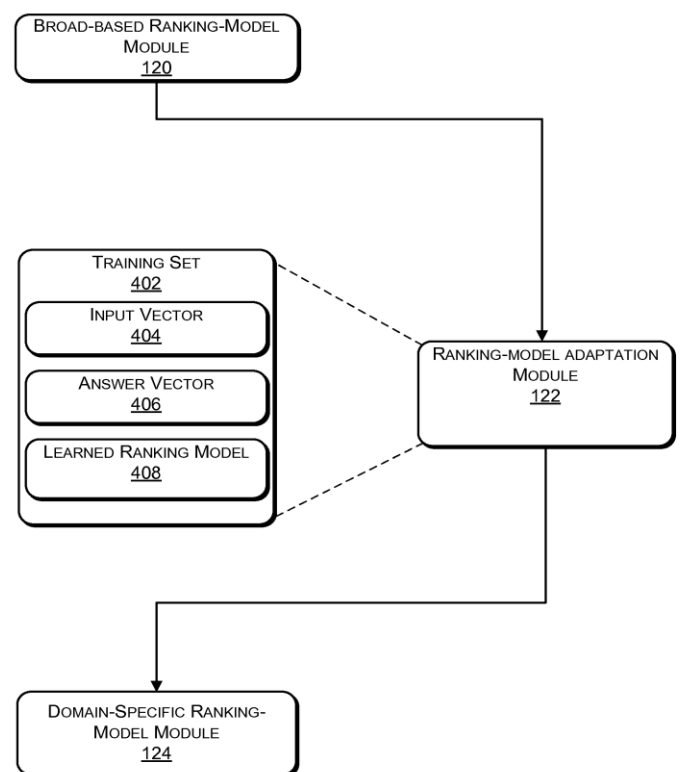 BROAD-BASED RANKING-MODEL
MODULE
120
TRAINING SET
402
INPUT VECTOR
404
ANSWER VECTOR
406
LEARNED RANKING MODEL
408
RANKING-MODEL ADAPTATION
MODULE
122
DOMAIN-SPECIFIC RANKING-
MODEL MODULE
124